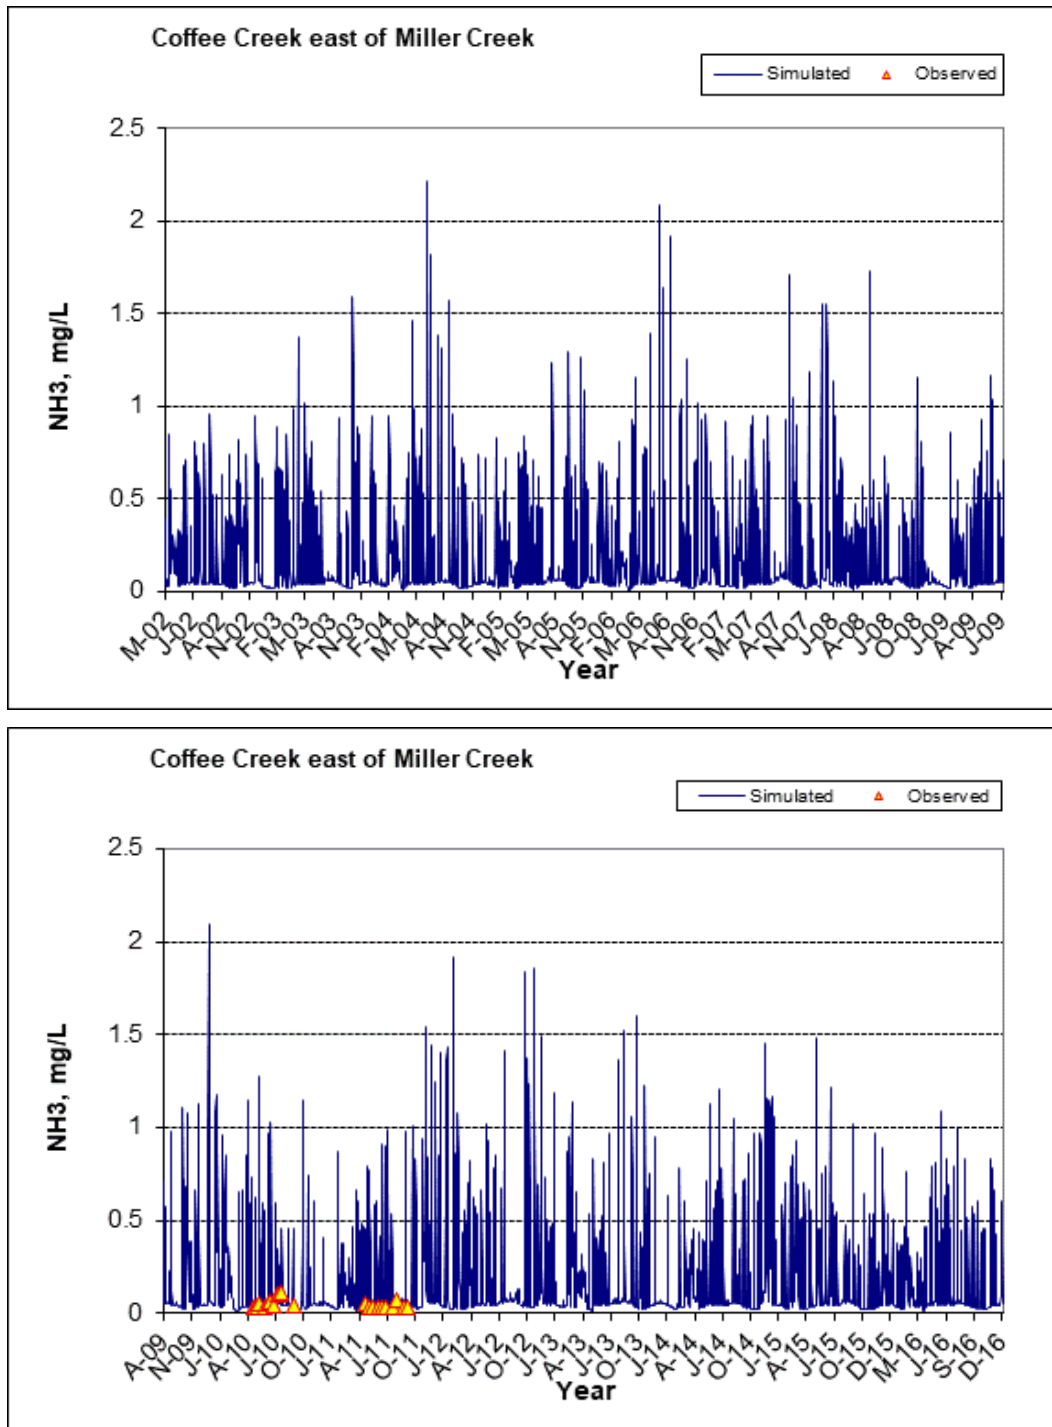 Coffee Creek east of Miller Creek
Simulated Observed
2.5
2
1.5
1
0.5
0
NH3, mg/L
M-02 J-02 A-02 N-02 F-03 M-03 A-03 N-03 F-04 M-04 A-04 N-04 F-05 M-05 A-05 N-05 F-06 M-06 A-06 N-06 F-07 M-07 A-07 N-07 J-08 A-08 J-08 O-08 J-09 A-09 J-09
Year
Coffee Creek east of Miller Creek
Simulated Observed
2.5
2
1.5
1
0.5
0
NH3, mg/L
A-09 N-09 J-10 A-10 J-10 O-10 J-11 A-11 J-11 O-11 J-12 A-12 J-12 O-12 J-13 A-13 J-13 O-13 J-14 A-14 J-14 O-14 J-15 A-15 J-15 O-15 D-15 M-16 J-16 S-16 D-16
Year